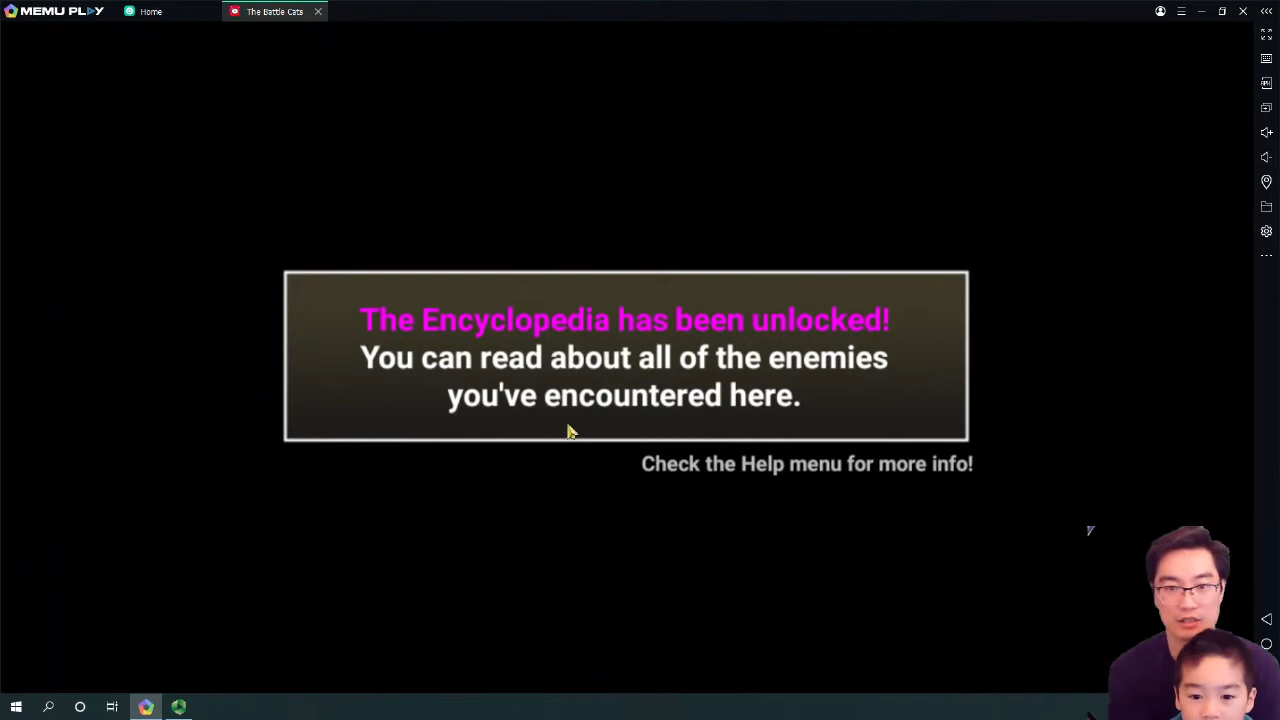 MEMU PLAY
Home
The Battle Cats
The Encyclopedia has been unlocked!
You can read about all of the enemies
you've encountered here.
Check the Help menu for more info!